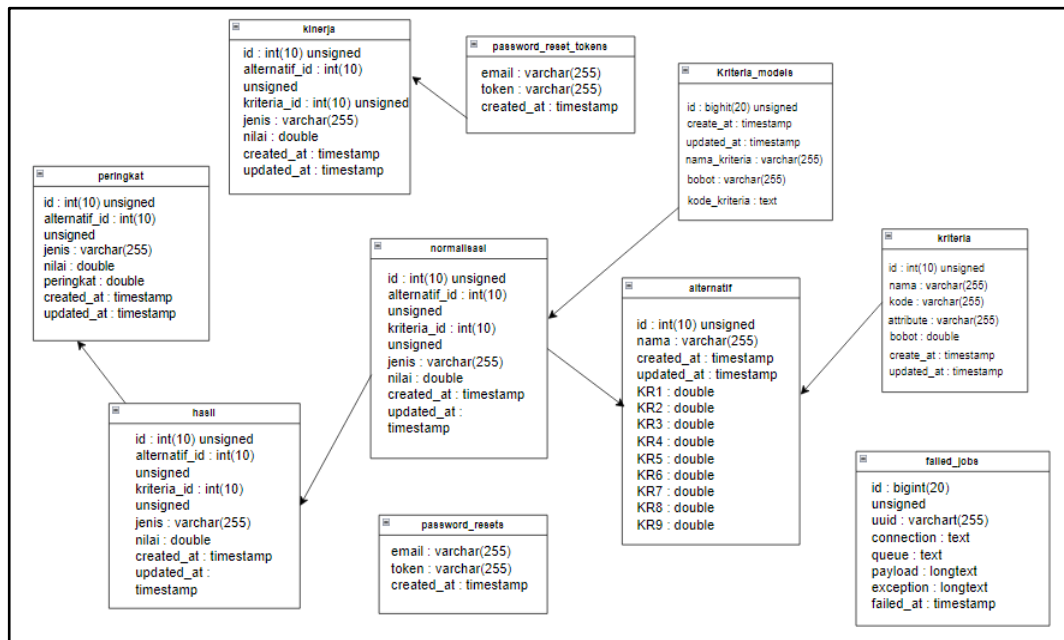 kinerja
id : int(10) unsigned
alternatif_id : int(10)
unsigned
kriteria_id : int(10) unsigned
jenis : varchar(255)
nilai : double
created_at : timestamp
updated_at : timestamp
password_reset_tokens
email : varchar(255)
token : varchar(255)
created_at : timestamp
Kriteria_models
id : bighit(20) unsigned
create_at : timestamp
updated_at : timestamp
nama_kriteria : varchar(255)
bobot : varchar(255)
kode_kriteria : text
peringkat
id : int(10) unsigned
alternatif_id : int(10)
unsigned
jenis : varchar(255)
nilai : double
peringkat : double
created_at : timestamp
updated_at : timestamp
normalisasi
id : int(10) unsigned
alternatif_id : int(10)
unsigned
kriteria_id : int(10)
unsigned
jenis : varchar(255)
nilai : double
created_at : timestamp
updated_at :
timestamp
alternatif
id : int(10) unsigned
nama : varchar(255)
created_at : timestamp
updated_at : timestamp
KR1 : double
KR2 : double
KR3 : double
KR4 : double
KR5 : double
KR6 : double
KR7 : double
KR8 : double
KR9 : double
kriteria
id : int(10) unsigned
nama : varchar(255)
kode : varchar(255)
attribute : varchar(255)
bobot : double
create_at : timestamp
updated_at : timestamp
hasil
id : int(10) unsigned
alternatif_id : int(10)
unsigned
kriteria_id : int(10)
unsigned
jenis : varchar(255)
nilai : double
created_at : timestamp
updated_at :
timestamp
password_resets
email : varchar(255)
token : varchar(255)
created_at : timestamp
failed_jobs
id : bigint(20)
unsigned
uuid : varchart(255)
connection : text
queue : text
payload : longtext
exception : longtext
failed_at : timestamp